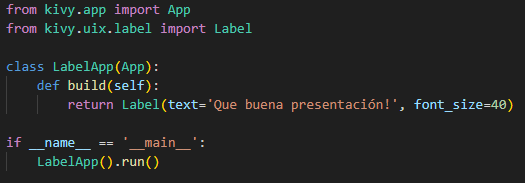 from kivy.app import App
from kivy.uix.label import Label

class LabelApp(App):
    def build(self):
        return Label(text='Que buena presentación!', font_size=40)

if __name__ == '__main__':
    LabelApp().run()